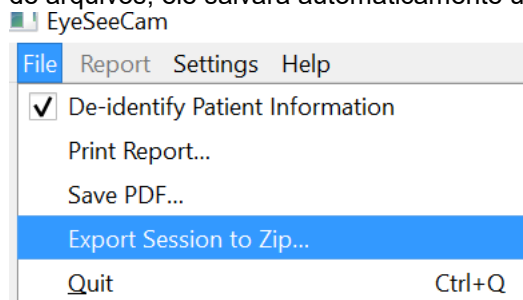 EyeSeeCam
File Report Settings Help
De-identify Patient Information
Print Report...
Save PDF...
Export Session to Zip...
Quit Ctrl+Q